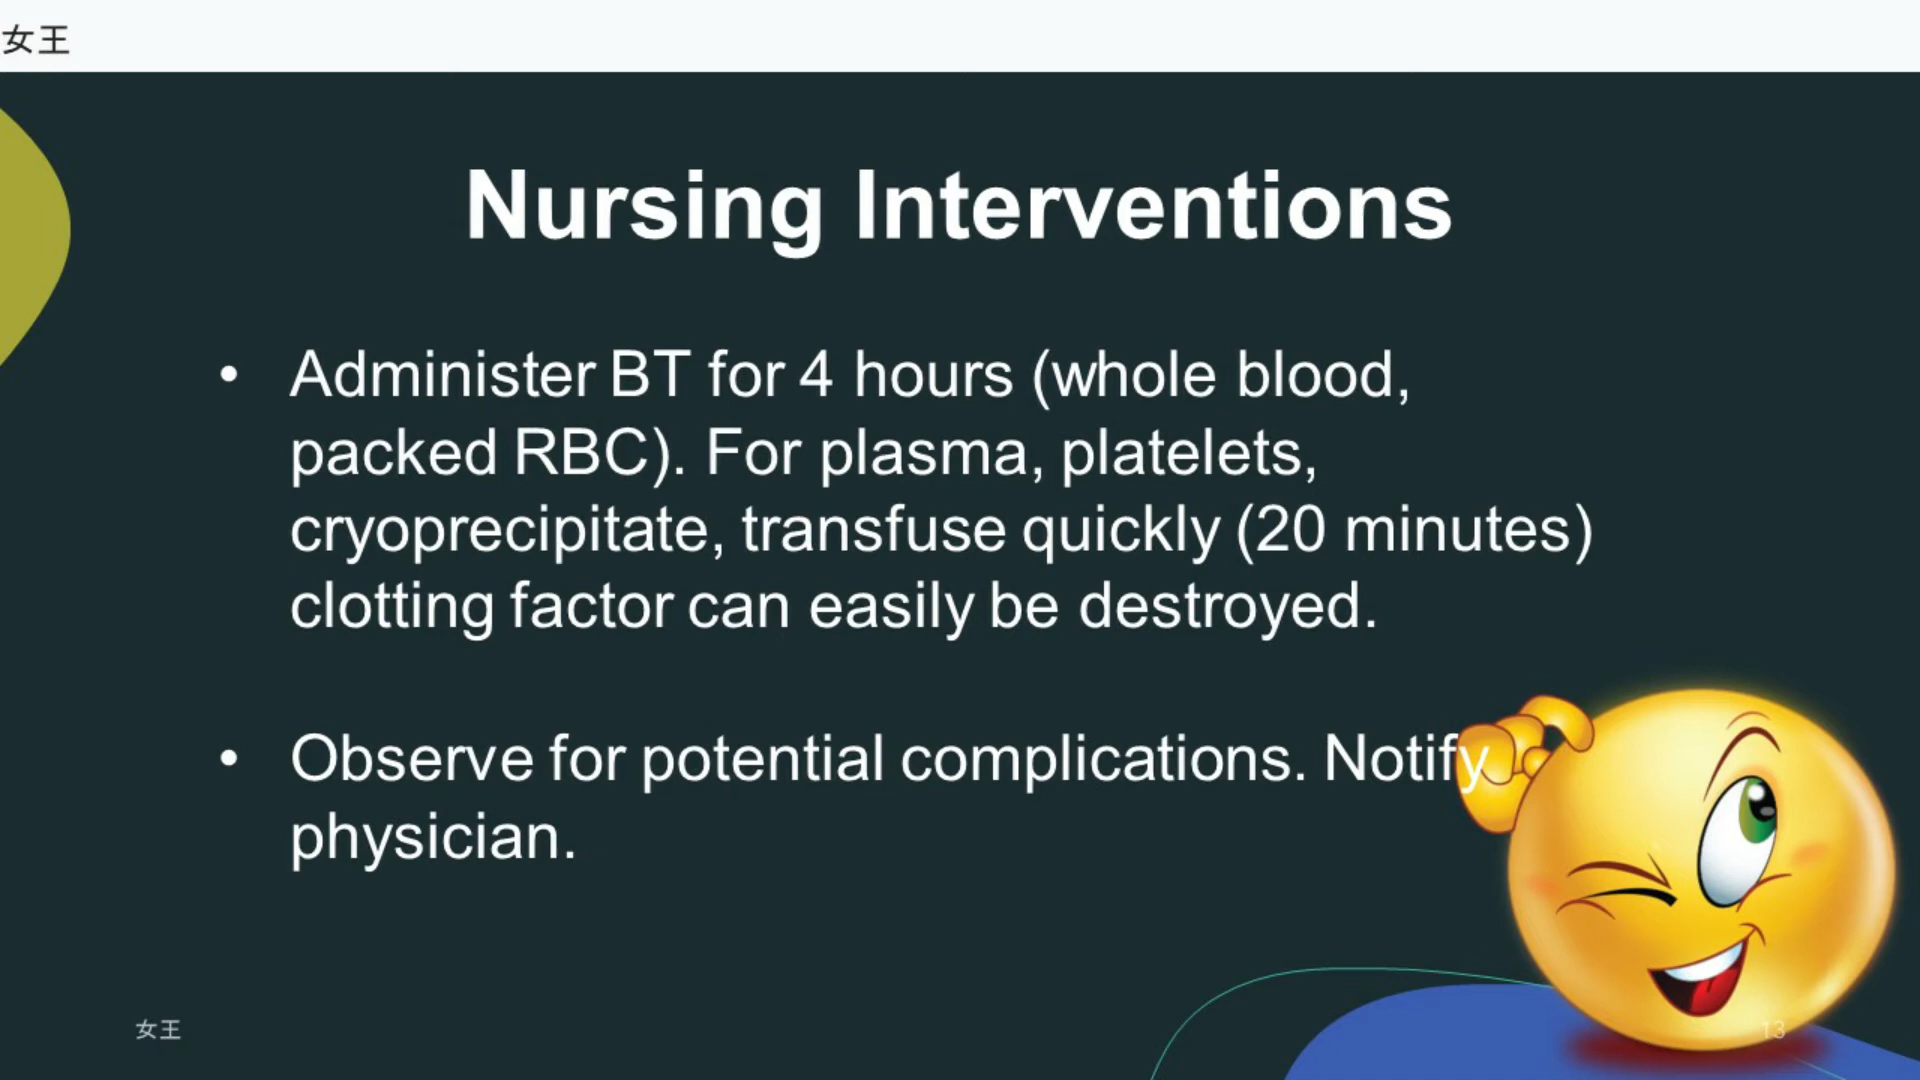 女王
Nursing Interventions
• Administer BT for 4 hours (whole blood,
packed RBC). For plasma, platelets,
cryoprecipitate, transfuse quickly (20 minutes)
clotting factor can easily be destroyed.
• Observe for potential complications. Notify
physician.
女王
13